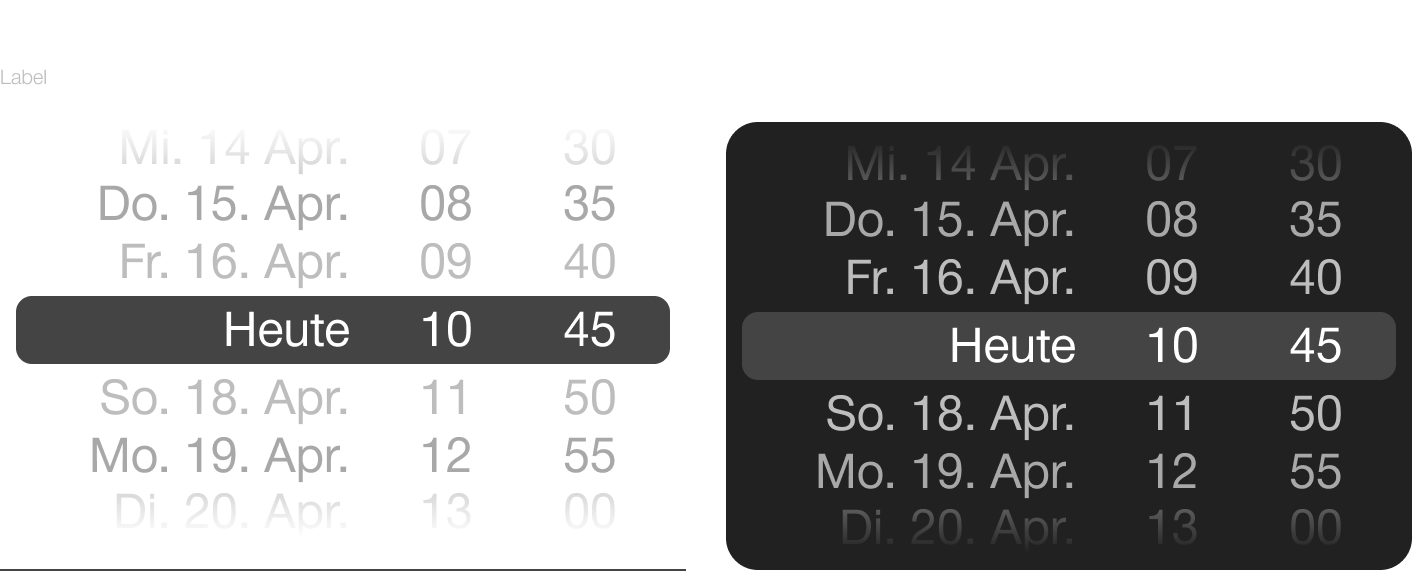 Label
Mi. 14 Apr. 07 30
Do. 15. Apr. 08 35
Fr. 16. Apr. 09 40
Heute 10 45
So. 18. Apr. 11 50
Mo. 19. Apr. 12 55
Di. 20. Apr. 13 00
Mi. 14 Apr. 07 30
Do. 15. Apr. 08 35
Fr. 16. Apr. 09 40
Heute 10 45
So. 18. Apr. 11 50
Mo. 19. Apr. 12 55
Di. 20. Apr. 13 00